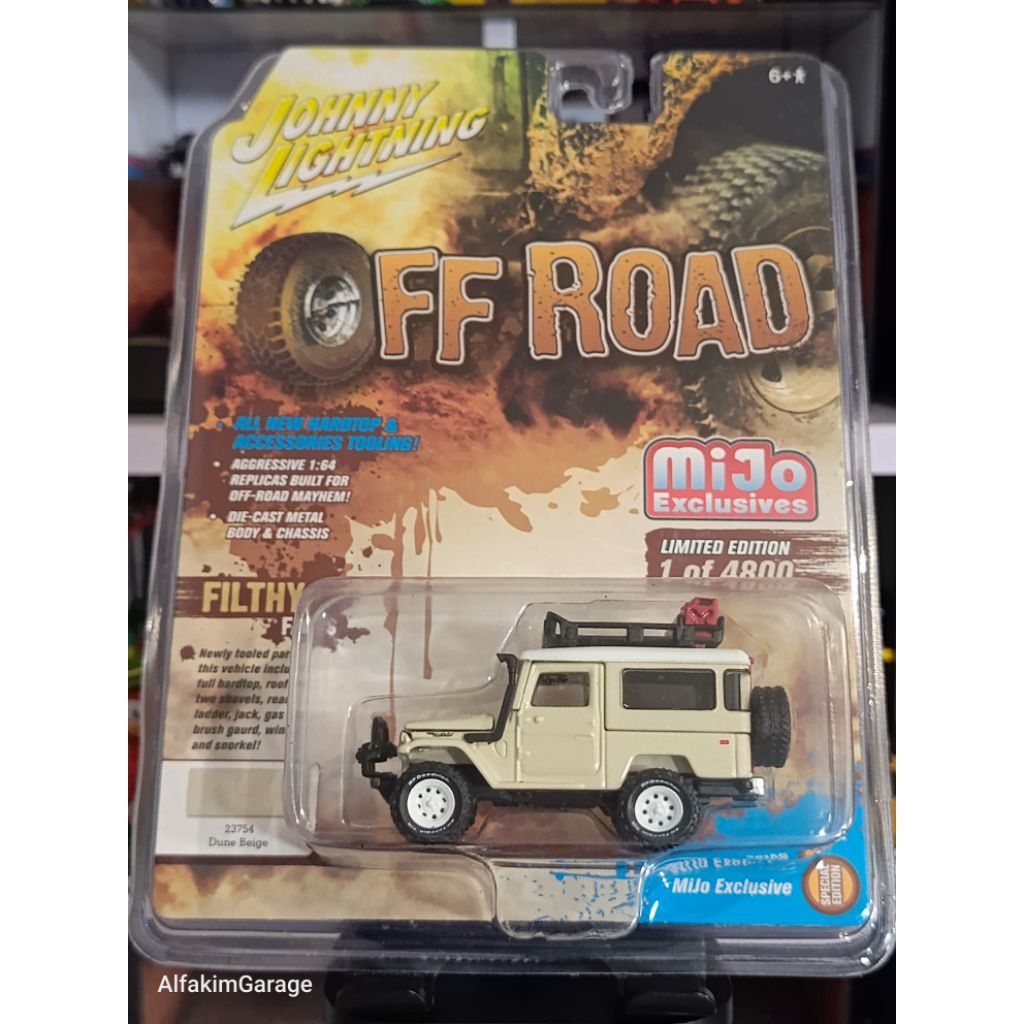 6+
JOHNNY
LIGHTNING
OFF ROAD
• ALL NEW HARDTOP &
ACCESSORIES TOOLING!
• AGGRESSIVE 1:64
REPLICAS BUILT FOR
OFF-ROAD MAYHEM!
• DIE-CAST METAL
BODY & CHASSIS
MiJo
Exclusives
LIMITED EDITION
1 of 4800
FILTHY
Newly tooled par
this vehicle inclu
full hardtop, roof
two shovels, rear
ladder, jack, gas
brush gaurd, win
and snorkel!
23754
Dune Beige
MiJo Exclusive
SPECIAL
EDITION
AlfakimGarage